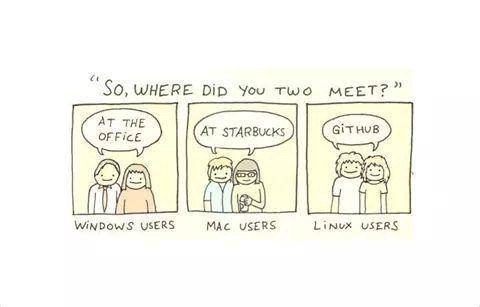 "SO, WHERE DID YOU TWO MEET?"
AT THE
OFFICE
AT STARBUCKS
GiTHUB
WINDOWS USERS
MAC USERS
LiNUX USERS